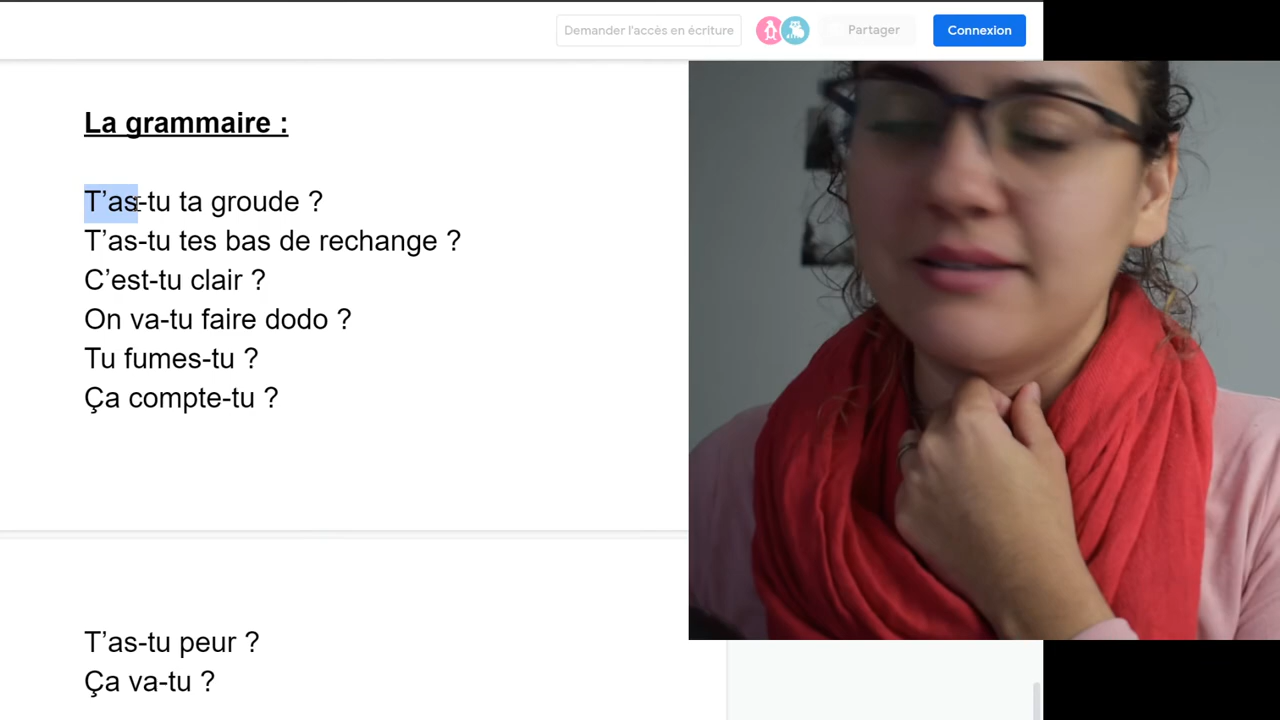 Demander l'accès en écriture
Partager
Connexion
La grammaire :
T’as-tu ta groude ?
T’as-tu tes bas de rechange ?
C’est-tu clair ?
On va-tu faire dodo ?
Tu fumes-tu ?
Ça compte-tu ?
T’as-tu peur ?
Ça va-tu ?